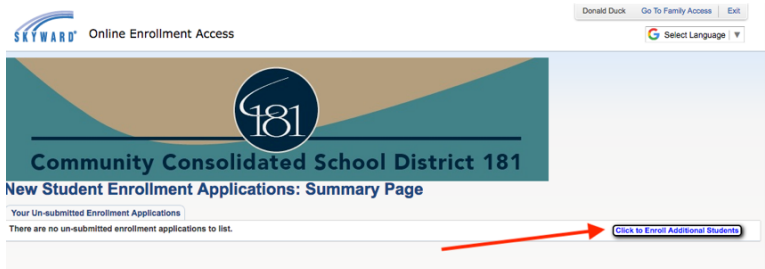 Donald Duck Go To Family Access Exit
SKYWARD Online Enrollment Access
G Select Language ▼
181
Community Consolidated School District 181
New Student Enrollment Applications: Summary Page
Your Un-submitted Enrollment Applications
There are no un-submitted enrollment applications to list.
Click to Enroll Additional Students